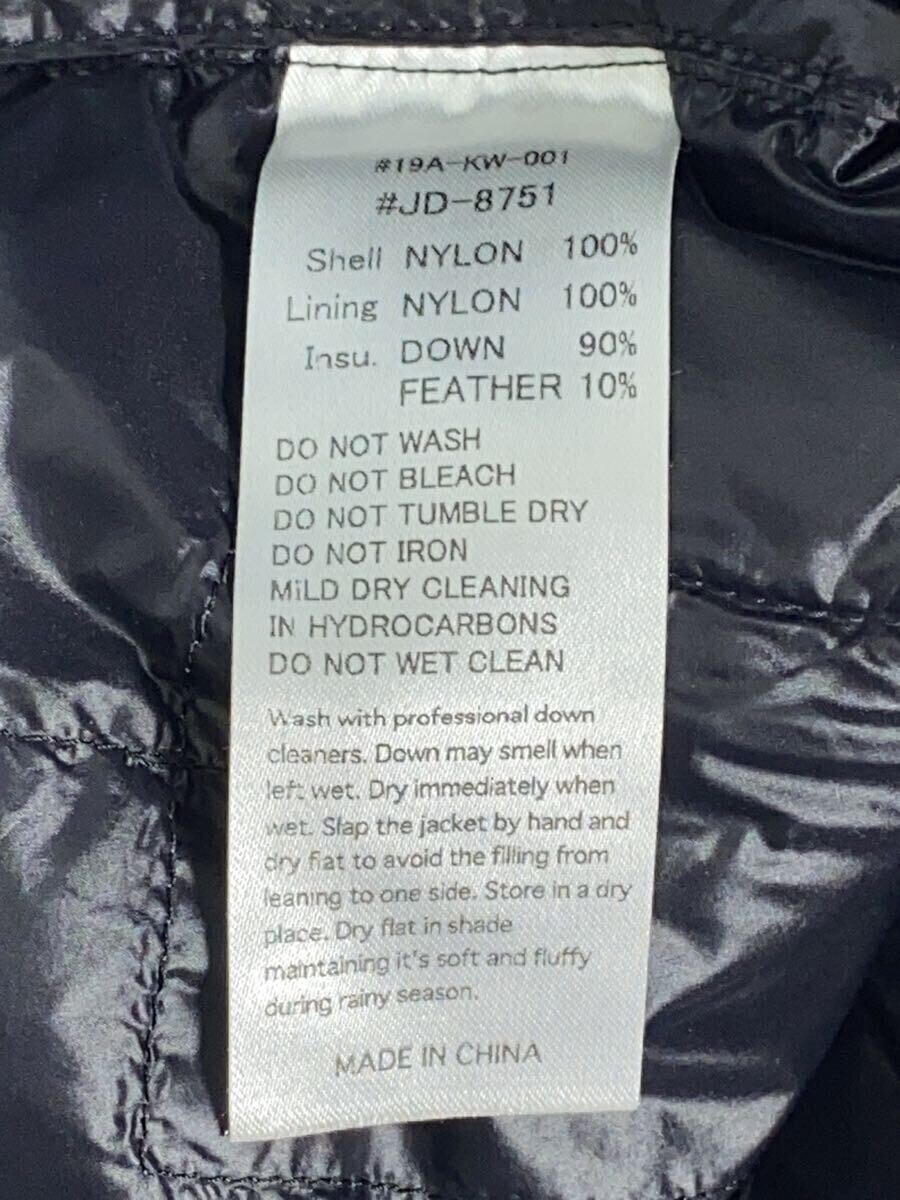 #19A-KW-001
#JD-8751
Shell NYLON 100%
Lining NYLON 100%
Insu. DOWN 90%
FEATHER 10%
DO NOT WASH
DO NOT BLEACH
DO NOT TUMBLE DRY
DO NOT IRON
MiLD DRY CLEANING
IN HYDROCARBONS
DO NOT WET CLEAN
Wash with professional down
cleaners. Down may smell when
left wet. Dry immediately when
wet. Slap the jacket by hand and
dry flat to avoid the filling from
leaning to one side. Store in a dry
place. Dry flat in shade
maintaining it's soft and fluffy
during rainy season.
MADE IN CHINA